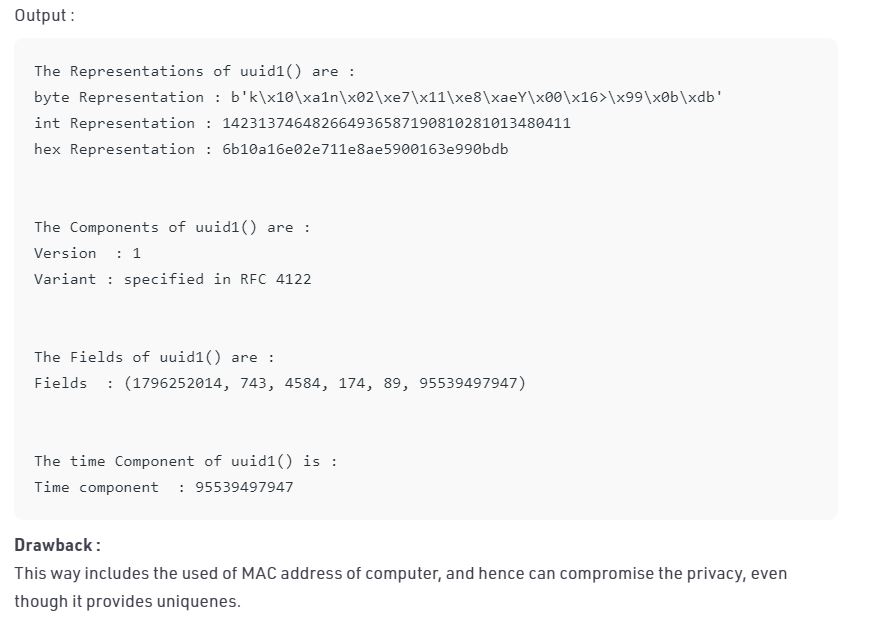 Output :
The Representations of uuid1() are :
byte Representation : b'k\x10\xa1n\x02\xe7\x11\xe8\xaeY\x00\x16>\x99\x0b\xdb'
int Representation : 142313746482664936587190810281013480411
hex Representation : 6b10a16e02e711e8ae5900163e990bdb
The Components of uuid1() are :
Version  : 1
Variant : specified in RFC 4122
The Fields of uuid1() are :
Fields  : (1796252014, 743, 4584, 174, 89, 95539497947)
The time Component of uuid1() is :
Time component  : 95539497947
Drawback :
This way includes the used of MAC address of computer, and hence can compromise the privacy, even
though it provides uniquenes.